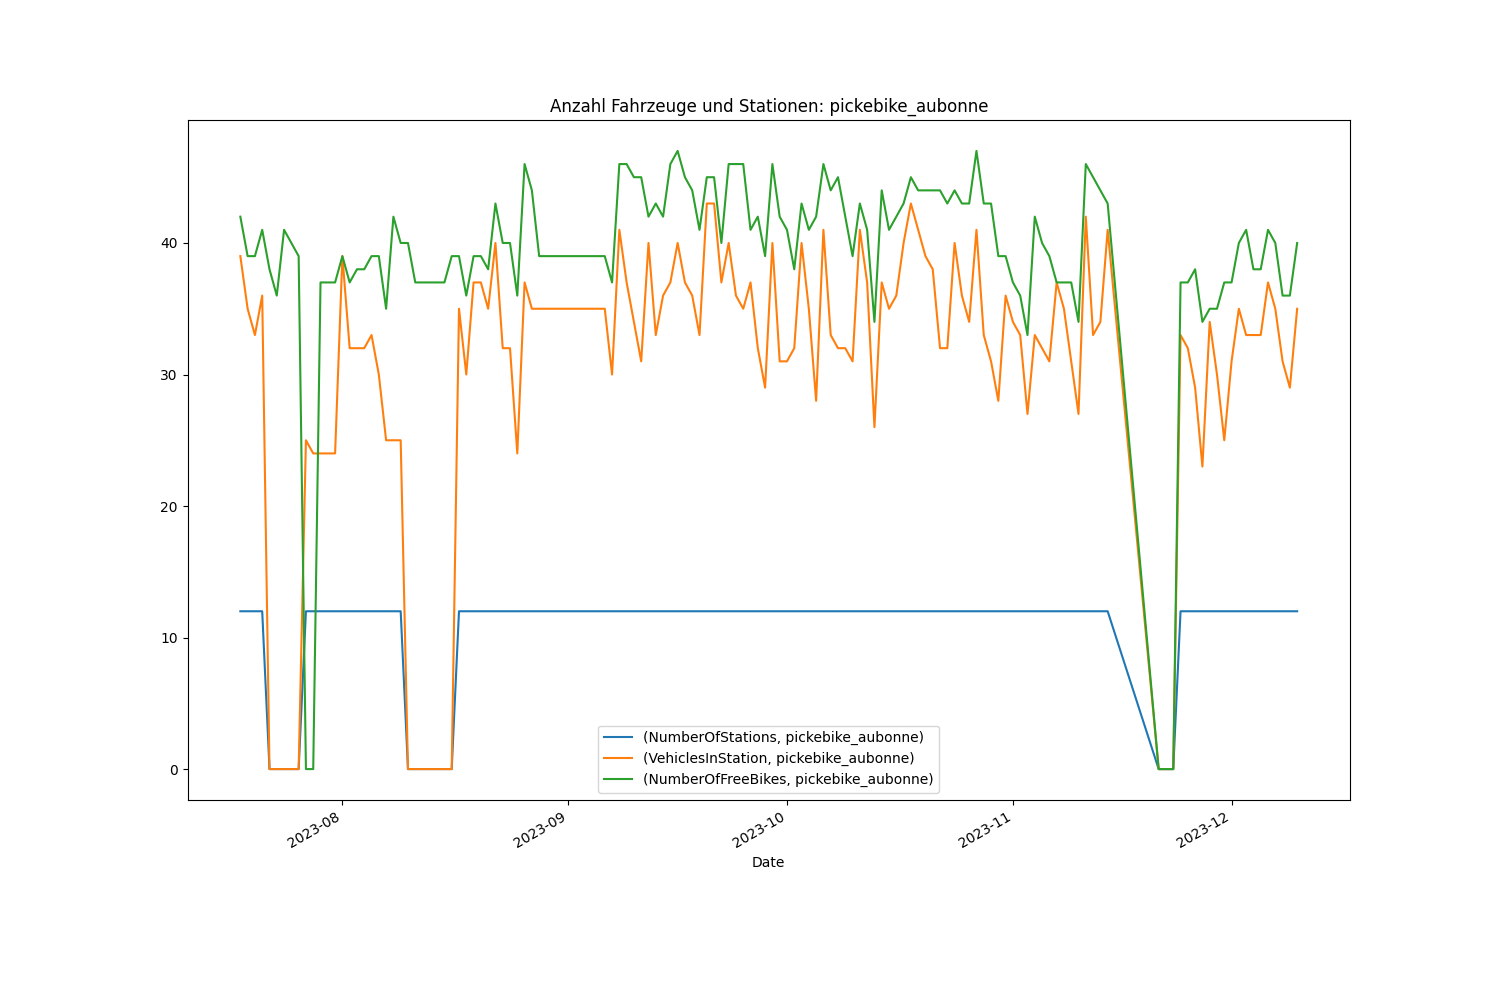 Anzahl Fahrzeuge und Stationen: pickebike_aubonne
40
30
20
10
0
(NumberOfStations, pickebike_aubonne)
(VehiclesInStation, pickebike_aubonne)
(NumberOfFreeBikes, pickebike_aubonne)
2023-08
2023-09
2023-10
2023-11
2023-12
Date